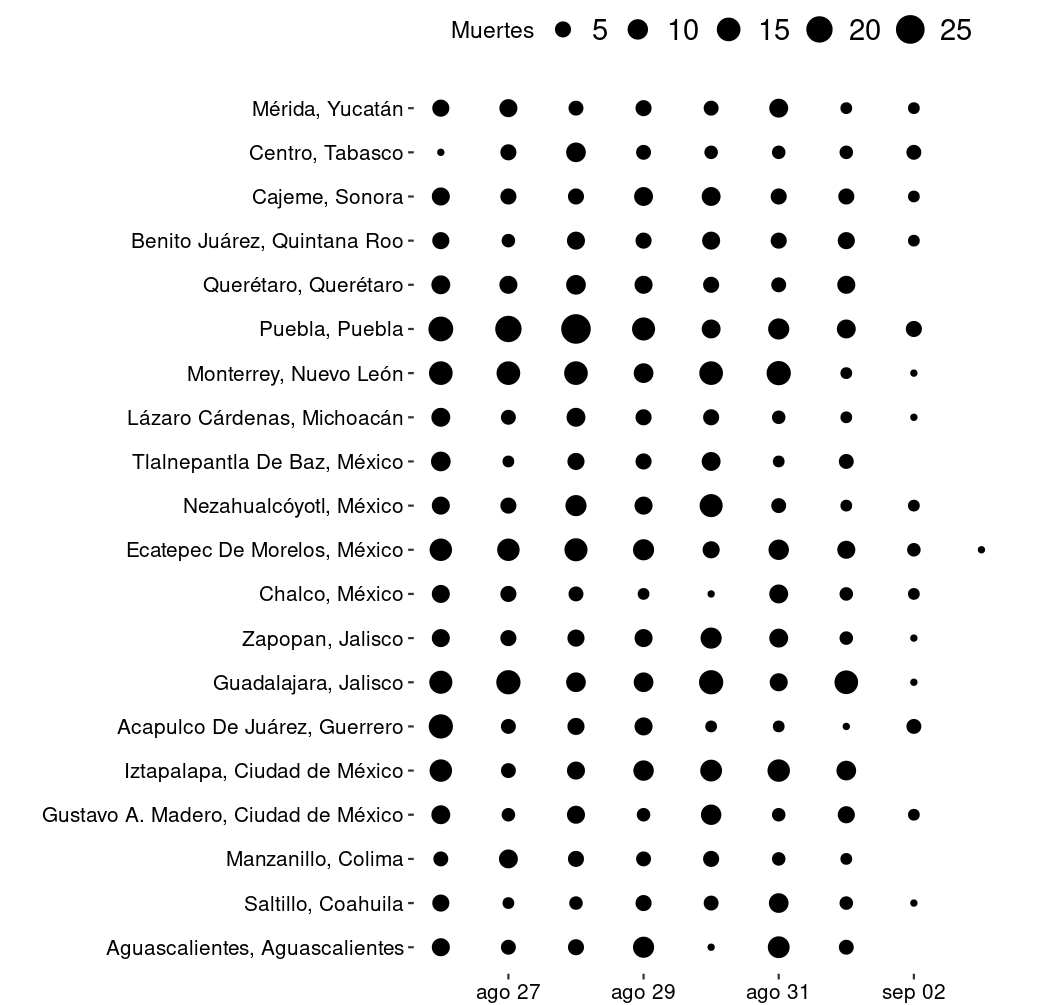 Muertes 5 10 15 20 25
Mérida, Yucatán
Centro, Tabasco
Cajeme, Sonora
Benito Juárez, Quintana Roo
Querétaro, Querétaro
Puebla, Puebla
Monterrey, Nuevo León
Lázaro Cárdenas, Michoacán
Tlalnepantla De Baz, México
Nezahualcóyotl, México
Ecatepec De Morelos, México
Chalco, México
Zapopan, Jalisco
Guadalajara, Jalisco
Acapulco De Juárez, Guerrero
Iztapalapa, Ciudad de México
Gustavo A. Madero, Ciudad de México
Manzanillo, Colima
Saltillo, Coahuila
Aguascalientes, Aguascalientes
ago 27 ago 29 ago 31 sep 02